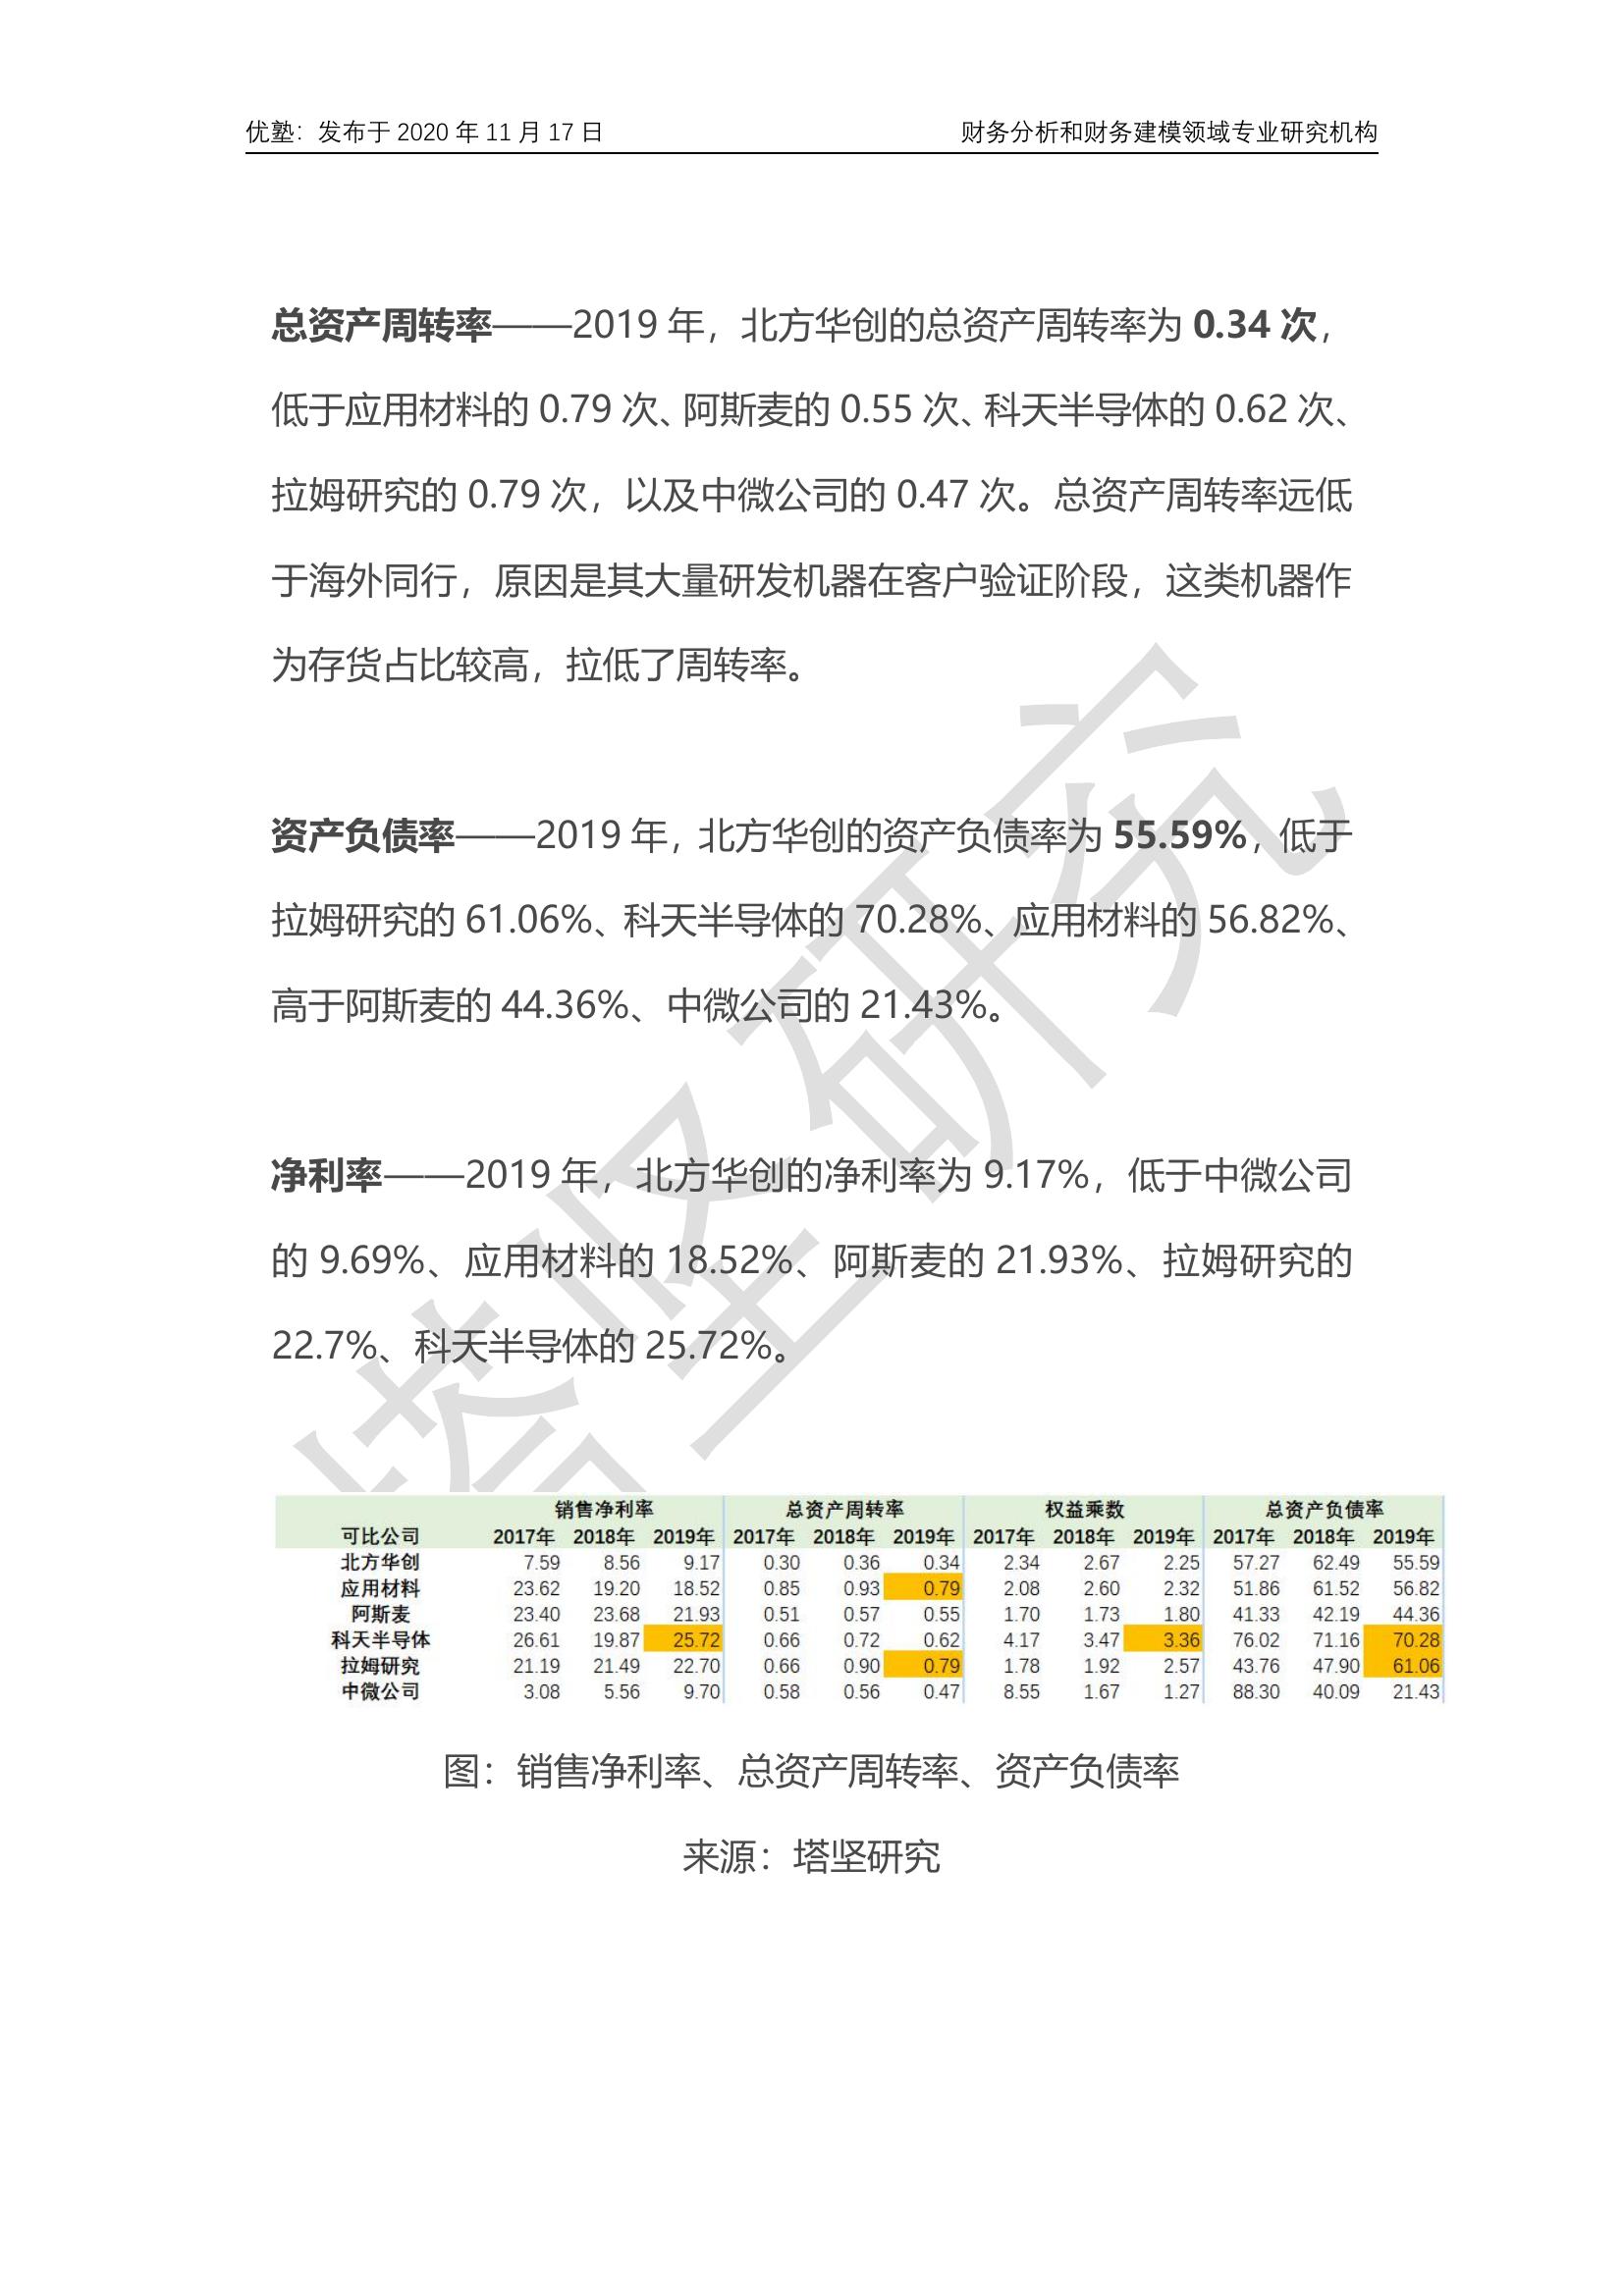 优塾：发布于 2020 年 11 月 17 日 财务分析和财务建模领域专业研究机构
总资产周转率——2019 年，北方华创的总资产周转率为 0.34 次，
低于应用材料的 0.79 次、阿斯麦的 0.55 次、科天半导体的 0.62 次、
拉姆研究的 0.79 次，以及中微公司的 0.47 次。总资产周转率远低
于海外同行，原因是其大量研发机器在客户验证阶段，这类机器作
为存货占比较高，拉低了周转率。
资产负债率——2019 年，北方华创的资产负债率为 55.59%，低于
拉姆研究的 61.06%、科天半导体的 70.28%、应用材料的 56.82%、
高于阿斯麦的 44.36%、中微公司的 21.43%。
净利率——2019 年，北方华创的净利率为 9.17%，低于中微公司
的 9.69%、应用材料的 18.52%、阿斯麦的 21.93%、拉姆研究的
22.7%、科天半导体的 25.72%。
销售净利率 总资产周转率 权益乘数 总资产负债率
可比公司 2017年 2018年 2019年 2017年 2018年 2019年 2017年 2018年 2019年 2017年 2018年 2019年
北方华创 7.59 8.56 9.17 0.30 0.36 0.34 2.34 2.67 2.25 57.27 62.49 55.59
应用材料 23.62 19.20 18.52 0.85 0.93 0.79 2.08 2.60 2.32 51.86 61.52 56.82
阿斯麦 23.40 23.68 21.93 0.51 0.57 0.55 1.70 1.73 1.80 41.33 42.19 44.36
科天半导体 26.61 19.87 25.72 0.66 0.72 0.62 4.17 3.47 3.36 76.02 71.16 70.28
拉姆研究 21.19 21.49 22.70 0.66 0.90 0.79 1.78 1.92 2.57 43.76 47.90 61.06
中微公司 3.08 5.56 9.70 0.58 0.56 0.47 8.55 1.67 1.27 88.30 40.09 21.43
图：销售净利率、总资产周转率、资产负债率
来源：塔坚研究
塔坚研究